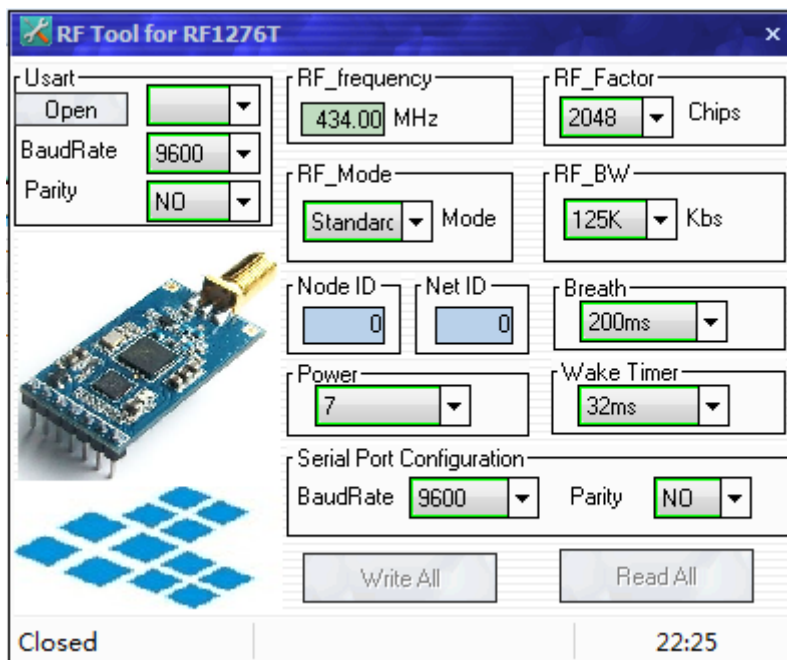 RF Tool for RF1276T
Usart
Open
BaudRate 9600
Parity NO
RF_frequency
434.00 MHz
RF_Factor
2048 Chips
RF_Mode
Standarc Mode
RF_BW
125K Kbs
Node ID
0
Net ID
0
Breath
200ms
Power
7
Wake Timer
32ms
Serial Port Configuration
BaudRate 9600 Parity NO
Write All Read All
Closed 22:25